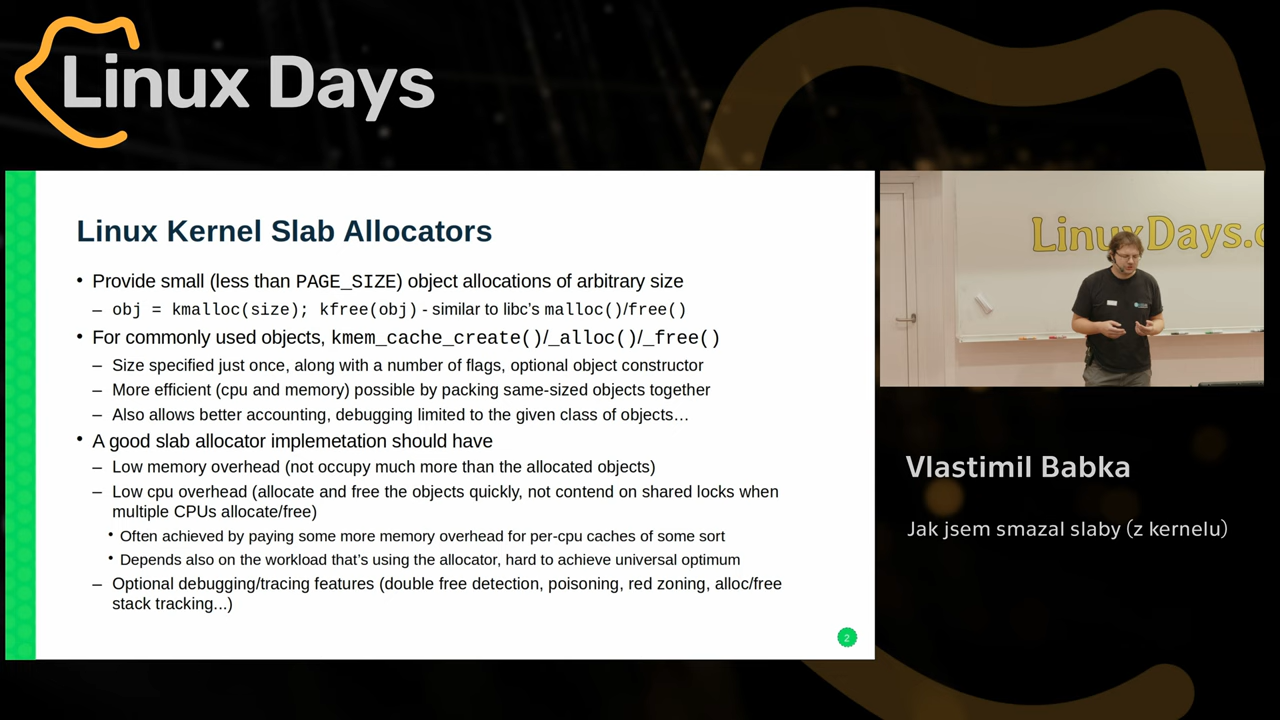 Linux Days
Linux Kernel Slab Allocators
• Provide small (less than PAGE_SIZE) object allocations of arbitrary size
– obj = kmalloc(size); kfree(obj) - similar to libc’s malloc()/free()
• For commonly used objects, kmem_cache_create()/_alloc()/_free()
– Size specified just once, along with a number of flags, optional object constructor
– More efficient (cpu and memory) possible by packing same-sized objects together
– Also allows better accounting, debugging limited to the given class of objects…
• A good slab allocator implemetation should have
– Low memory overhead (not occupy much more than the allocated objects)
– Low cpu overhead (allocate and free the objects quickly, not contend on shared locks when
multiple CPUs allocate/free)
• Often achieved by paying some more memory overhead for per-cpu caches of some sort
• Depends also on the workload that’s using the allocator, hard to achieve universal optimum
– Optional debugging/tracing features (double free detection, poisoning, red zoning, alloc/free
stack tracking...)
2
LinuxDays.c
Vlastimil Babka
Jak jsem smazal slaby (z kernelu)